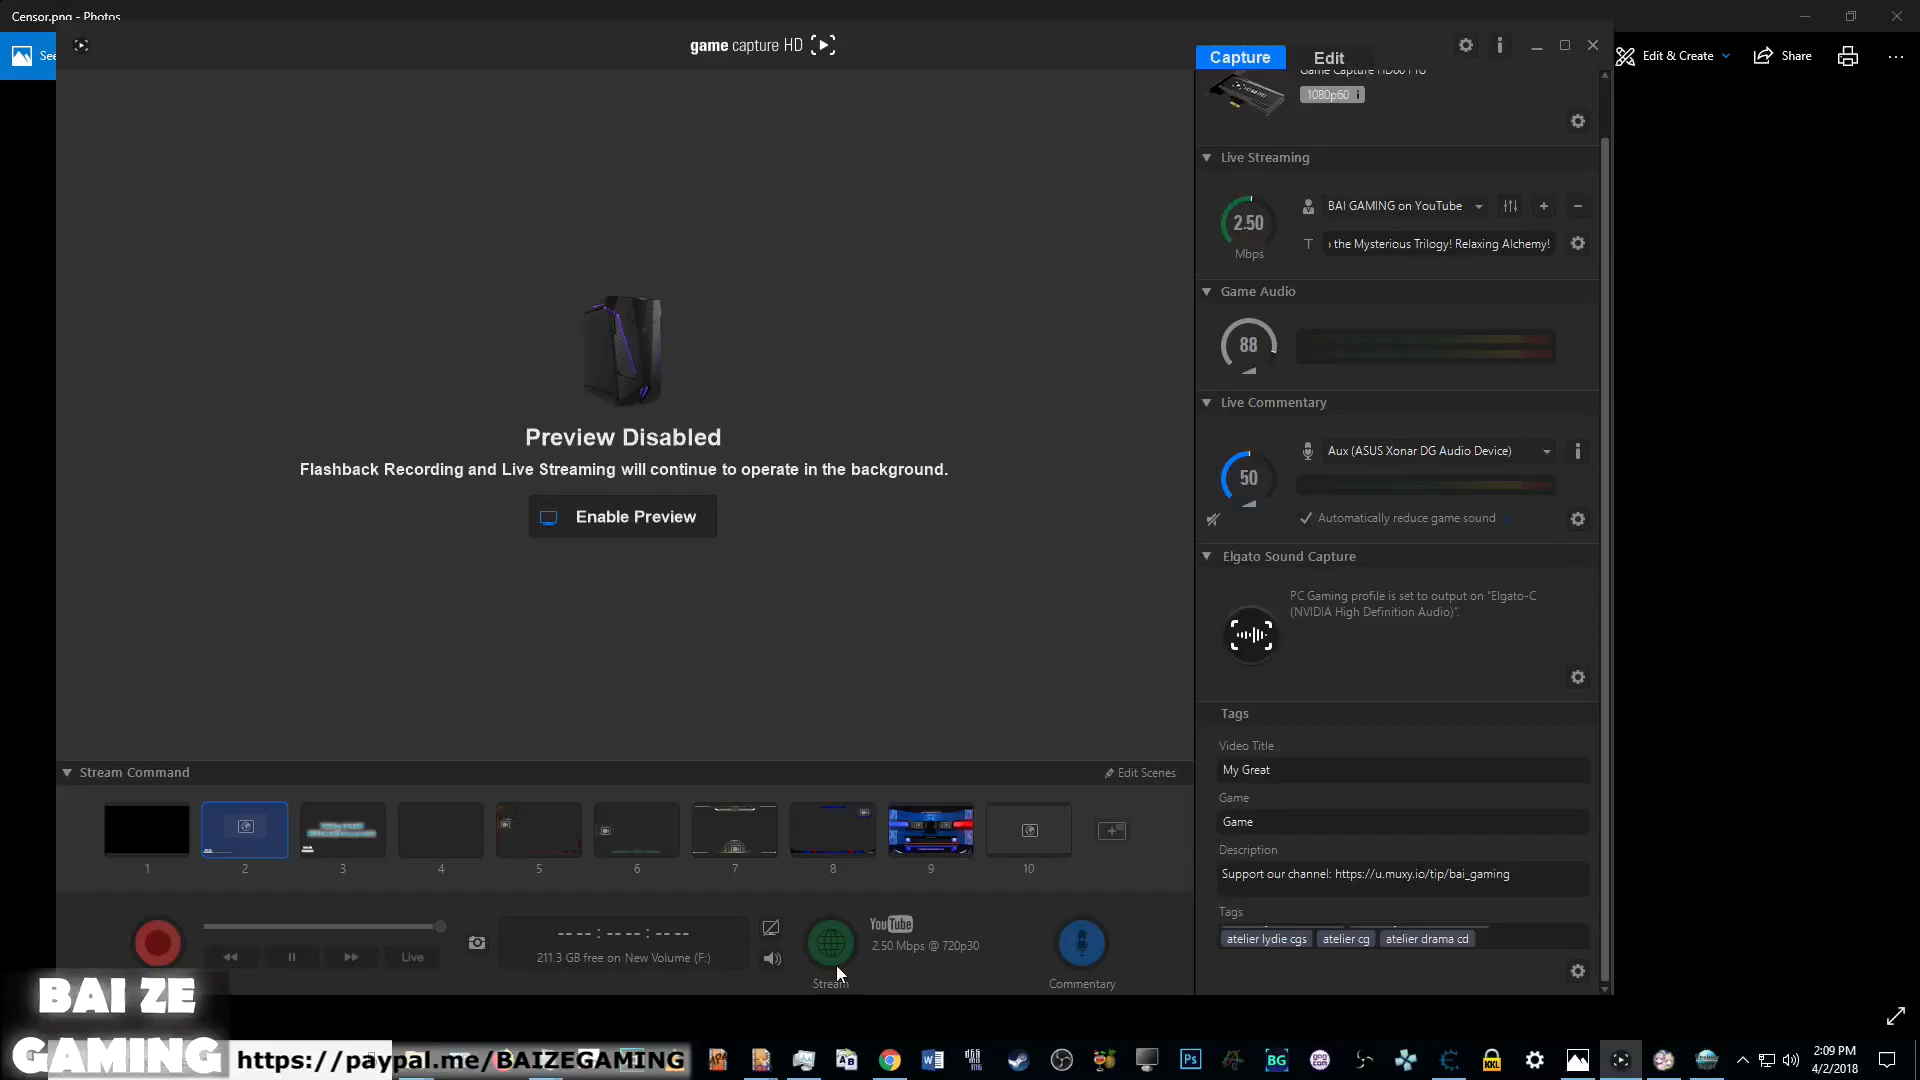 Censor.png - Photos
See
game capture HD
Capture
Edit
Edit & Create
Share
Game Capture HD60 Pro
1080p60 i
Live Streaming
2.50
Mbps
BAI GAMING on YouTube
the Mysterious Trilogy! Relaxing Alchemy!
Game Audio
88
Live Commentary
Aux (ASUS Xonar DG Audio Device)
50
Automatically reduce game sound
Elgato Sound Capture
PC Gaming profile is set to output on "Elgato-C
(NVIDIA High Definition Audio)".
Preview Disabled
Flashback Recording and Live Streaming will continue to operate in the background.
Enable Preview
Tags
Video Title
My Great
Game
Game
Description
Support our channel: https://u.muxy.io/tip/bai_gaming
Tags
atelier lydie cgs
atelier cg
atelier drama cd
Stream Command
Edit Scenes
1 2 3 4 5 6 7 8 9 10
Live
-- -- : -- -- : -- --
211.3 GB free on New Volume (F:)
Stream
YouTube
2.50 Mbps @ 720p30
Commentary
BAI ZE
GAMING
https://paypal.me/BAIZEGAMING
2:09 PM
4/2/2018